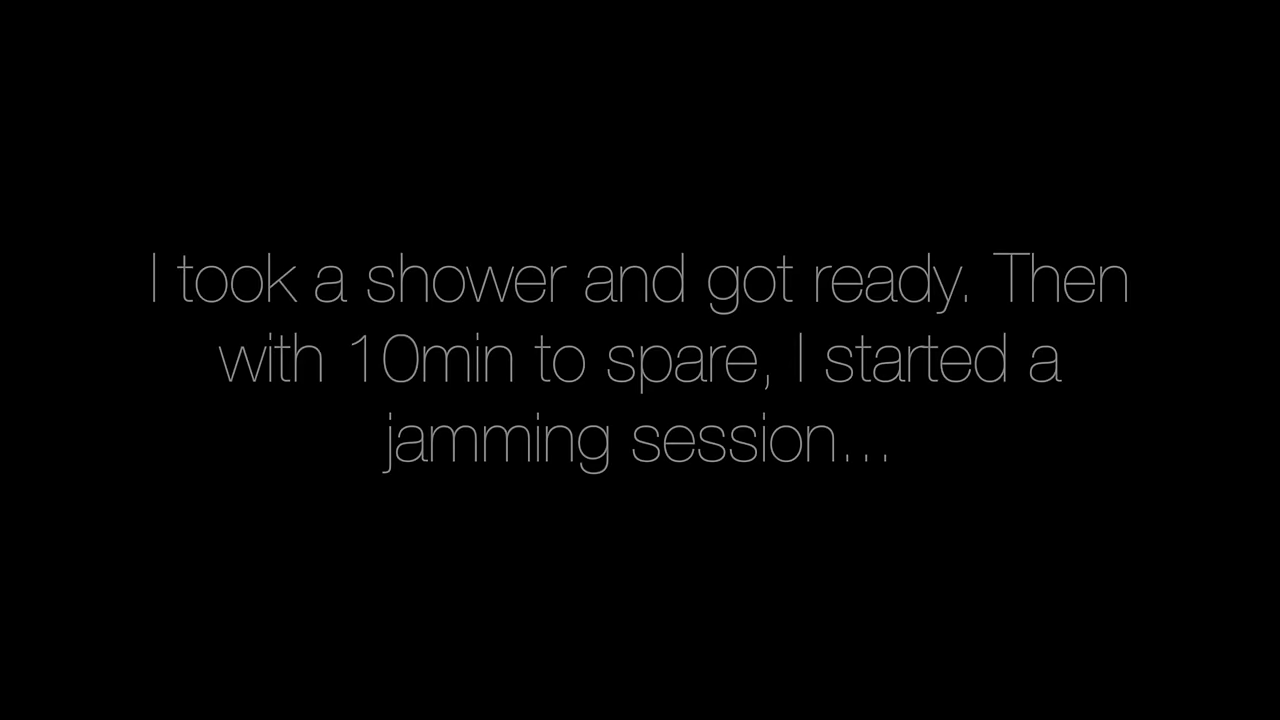 I took a shower and got ready. Then
with 10min to spare, I started a
jamming session...